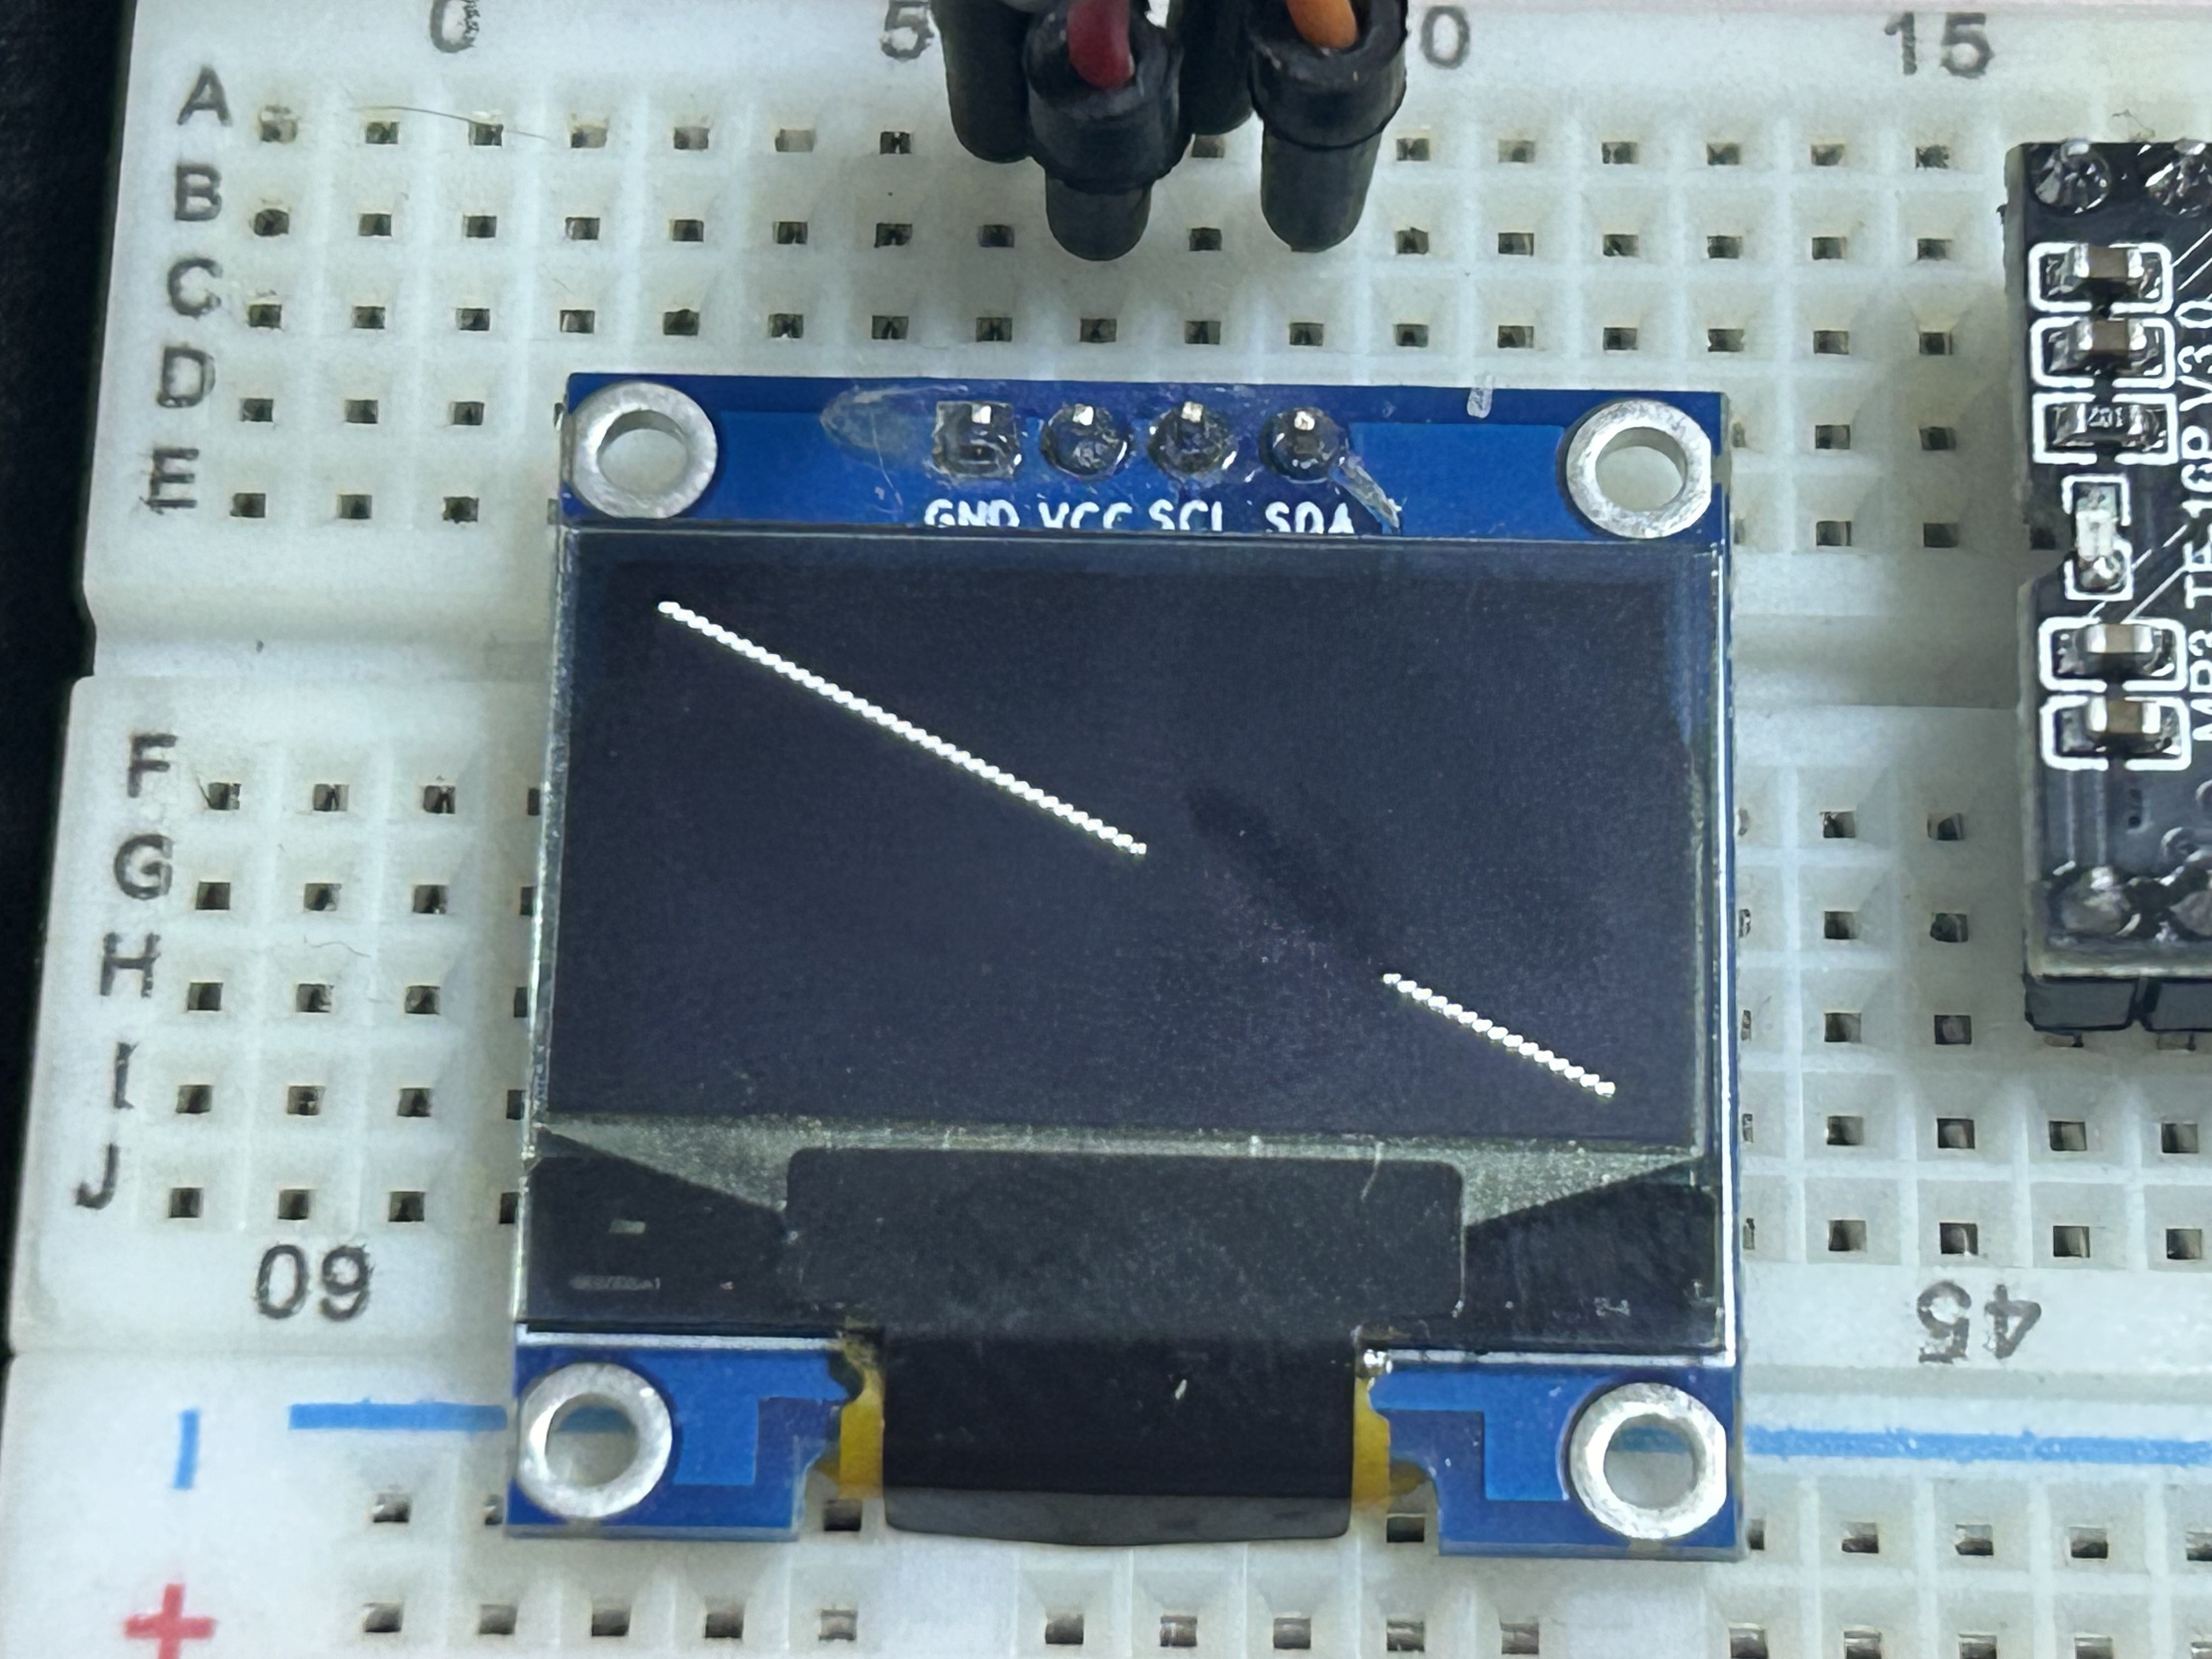 0 5 0 15
A
B
C
D
E
GND VCC SCL SDA
F
G
H
I
J
60 45
-
+
MP3-TF-16P V3.0